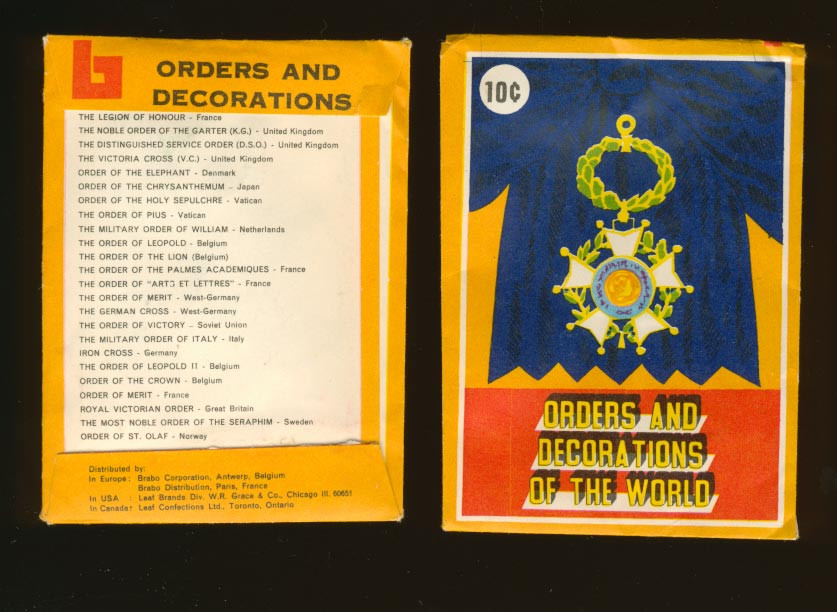 ORDERS AND
DECORATIONS
THE LEGION OF HONOUR - France
THE NOBLE ORDER OF THE GARTER (K.G.) - United Kingdom
THE DISTINGUISHED SERVICE ORDER (D.S.O.) - United Kingdom
THE VICTORIA CROSS (V.C.) - United Kingdom
ORDER OF THE ELEPHANT - Denmark
ORDER OF THE CHRYSANTHEMUM - Japan
ORDER OF THE HOLY SEPULCHRE - Vatican
THE ORDER OF PIUS - Vatican
THE MILITARY ORDER OF WILLIAM - Netherlands
THE ORDER OF LEOPOLD - Belgium
THE ORDER OF THE LION (Belgium)
THE ORDER OF THE PALMES ACADEMIQUES - France
THE ORDER OF "ARTS ET LETTRES" - France
THE ORDER OF MERIT - West-Germany
THE GERMAN CROSS - West-Germany
THE ORDER OF VICTORY - Soviet Union
THE MILITARY ORDER OF ITALY - Italy
IRON CROSS - Germany
THE ORDER OF LEOPOLD II - Belgium
ORDER OF THE CROWN - Belgium
ORDER OF MERIT - France
ROYAL VICTORIAN ORDER - Great Britain
THE MOST NOBLE ORDER OF THE SERAPHIM - Sweden
ORDER OF ST. OLAF - Norway
Distributed by:
In Europe: Brabo Corporation, Antwerp, Belgium
Brabo Distribution, Paris, France
In USA : Leaf Brands Div. W.R. Grace & Co., Chicago Ill. 60651
In Canada: Leaf Confections Ltd., Toronto, Ontario
10¢
ORDERS AND
DECORATIONS
OF THE WORLD